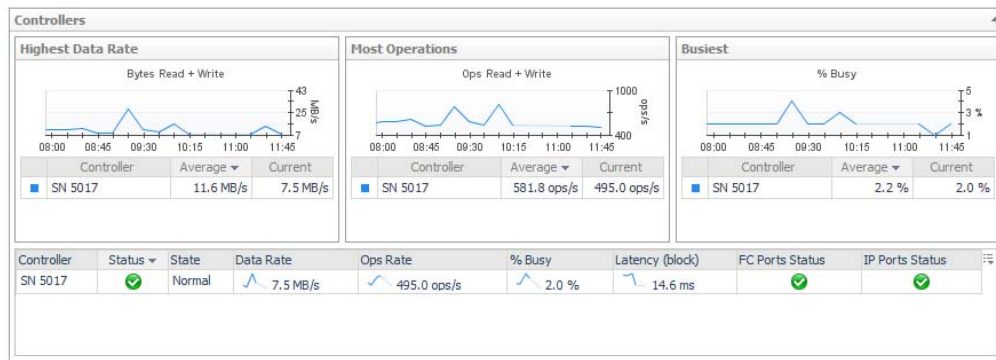 Controllers
Highest Data Rate
Bytes Read + Write
43
25
7
MB/s
08:00 08:45 09:30 10:15 11:00 11:45
Controller Average Current
SN 5017 11.6 MB/s 7.5 MB/s
Most Operations
Ops Read + Write
1000
400
ops/s
08:00 08:45 09:30 10:15 11:00 11:45
Controller Average Current
SN 5017 581.8 ops/s 495.0 ops/s
Busiest
% Busy
5
3 %
1
08:00 08:45 09:30 10:15 11:00 11:45
Controller Average Current
SN 5017 2.2 % 2.0 %
Controller Status State Data Rate Ops Rate % Busy Latency (block) FC Ports Status IP Ports Status
SN 5017 Normal 7.5 MB/s 495.0 ops/s 2.0 % 14.6 ms